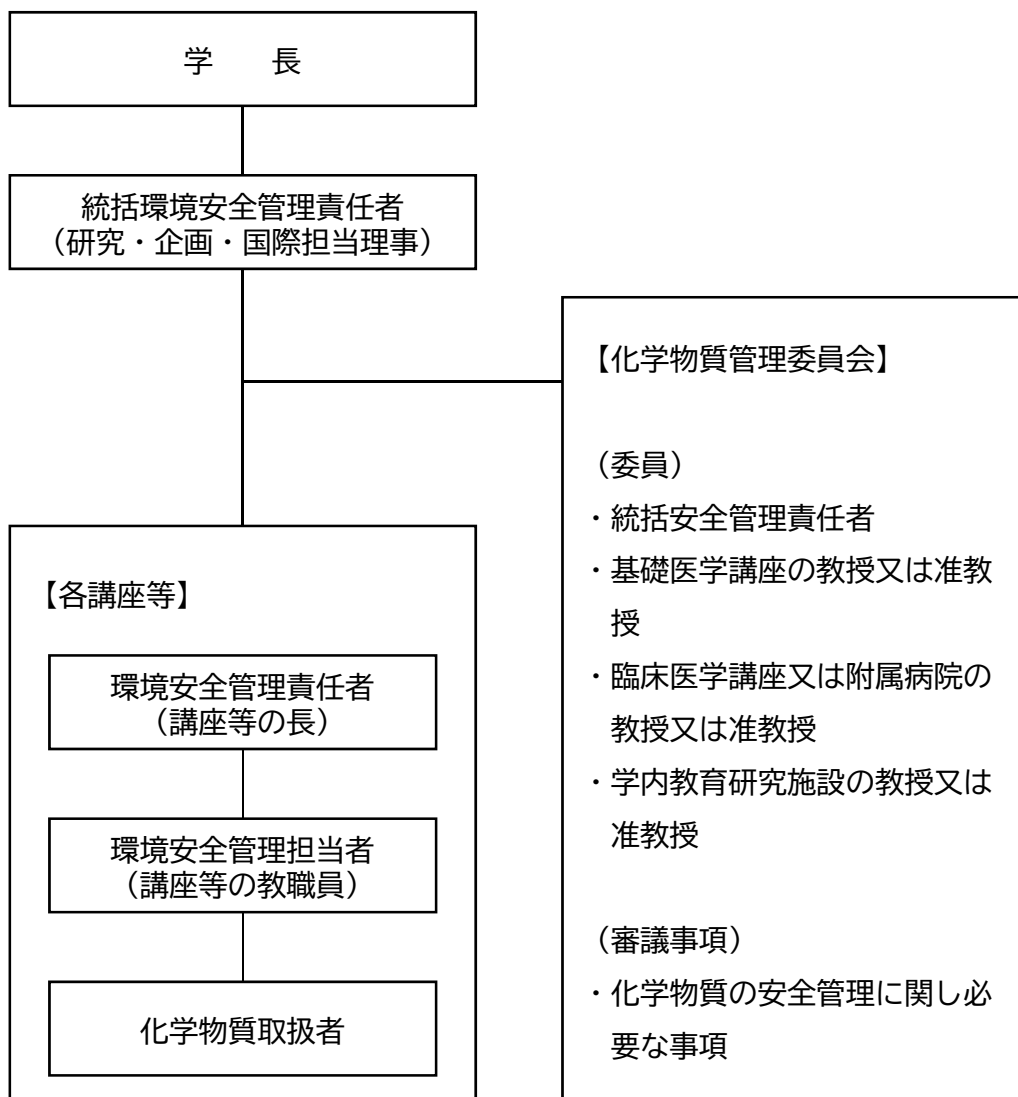 学　　長
統括環境安全管理責任者
（研究・企画・国際担当理事）
【化学物質管理委員会】
（委員）
・統括安全管理責任者
・基礎医学講座の教授又は准教
授
・臨床医学講座又は附属病院の
教授又は准教授
・学内教育研究施設の教授又は
准教授
（審議事項）
・化学物質の安全管理に関し必
要な事項
【各講座等】
環境安全管理責任者
（講座等の長）
環境安全管理担当者
（講座等の教職員）
化学物質取扱者